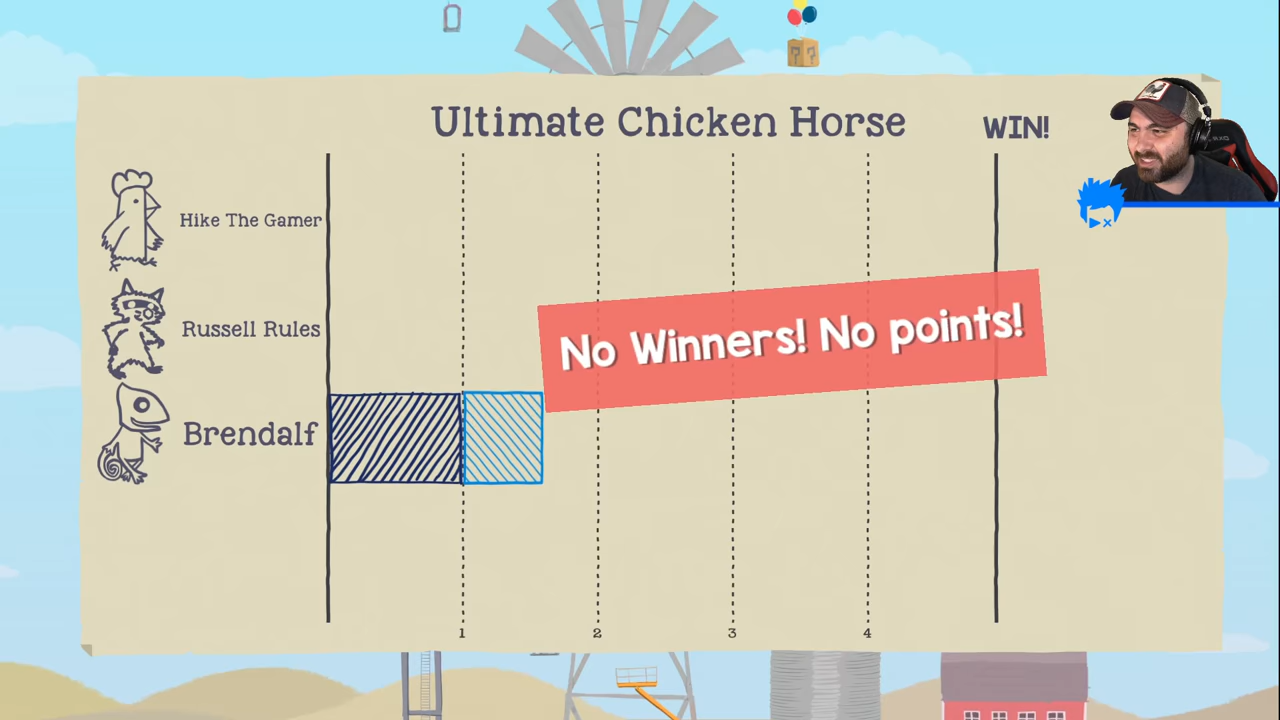 Ultimate Chicken Horse
WIN!
Hike The Gamer
Russell Rules
No Winners! No points!
Brendalf
1 2 3 4
? ?